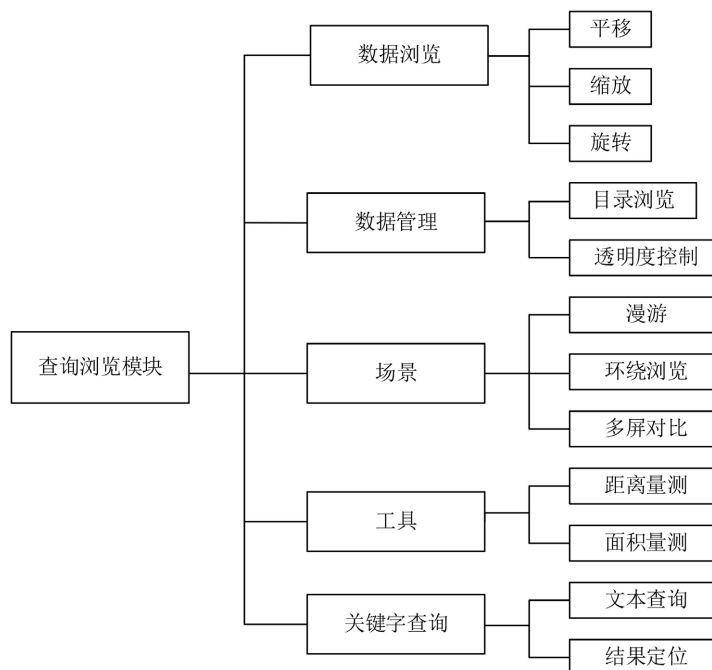 查询浏览模块
数据浏览
平移
缩放
旋转
数据管理
目录浏览
透明度控制
场景
漫游
环绕浏览
多屏对比
工具
距离量测
面积量测
关键字查询
文本查询
结果定位